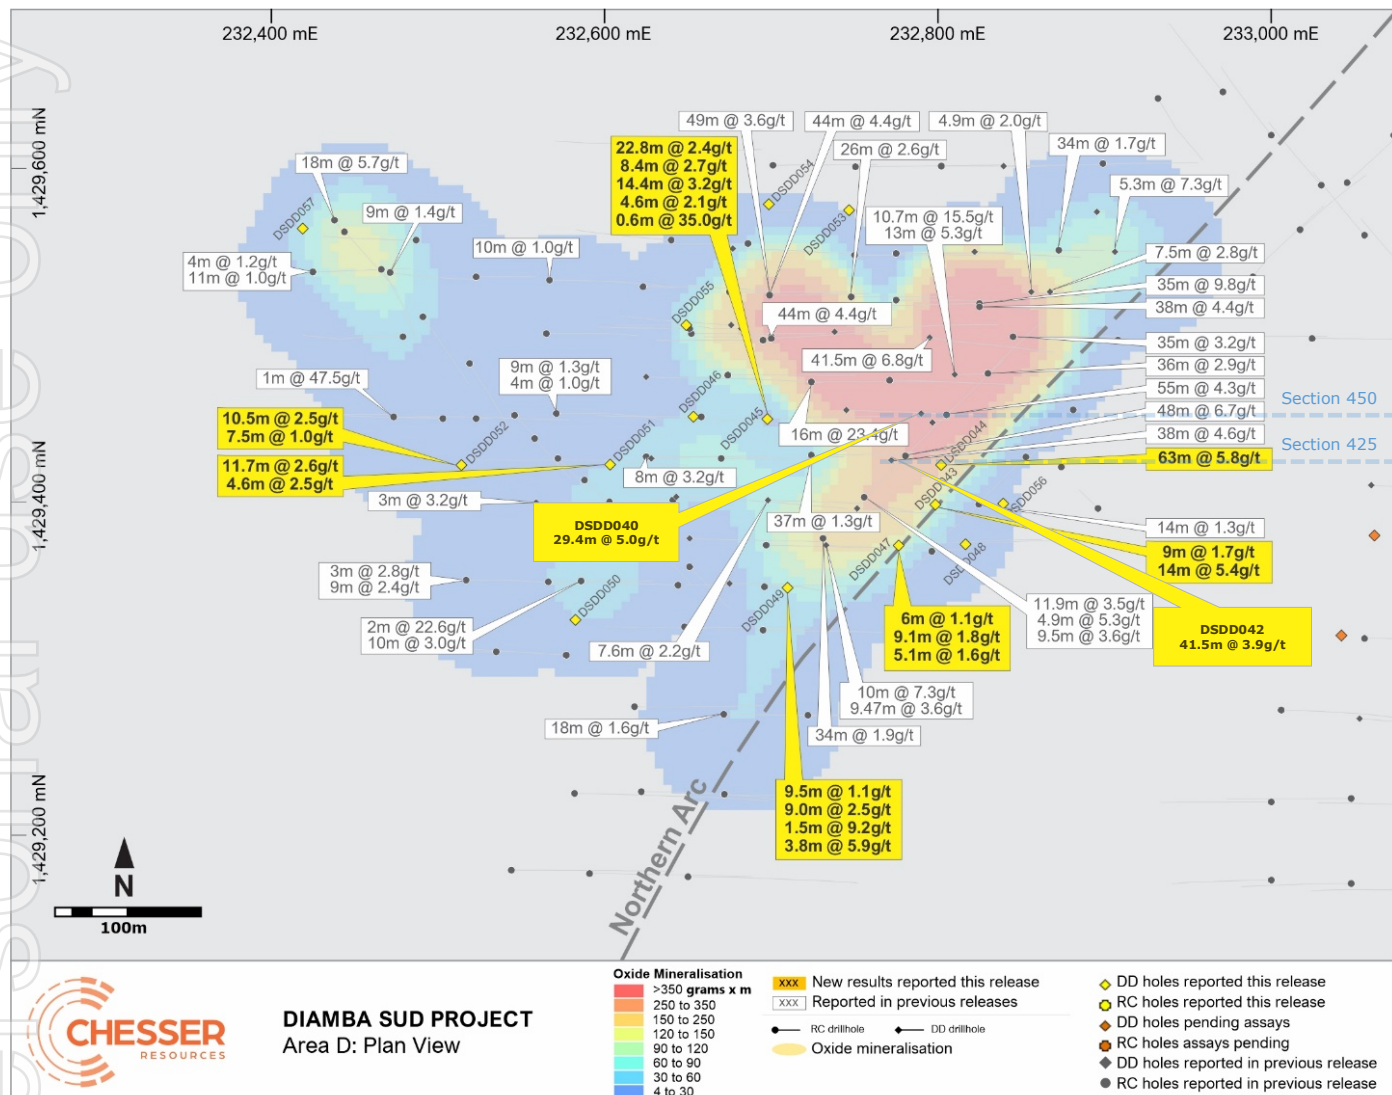 232,400 mE
232,600 mE
232,800 mE
233,000 mE
1,429,600 mN
1,429,400 mN
1,429,200 mN
18m @ 5.7g/t
9m @ 1.4g/t
4m @ 1.2g/t
11m @ 1.0g/t
10m @ 1.0g/t
DSDD057
22.8m @ 2.4g/t
8.4m @ 2.7g/t
14.4m @ 3.2g/t
4.6m @ 2.1g/t
0.6m @ 35.0g/t
49m @ 3.6g/t
44m @ 4.4g/t
26m @ 2.6g/t
4.9m @ 2.0g/t
34m @ 1.7g/t
5.3m @ 7.3g/t
DSDD054
DSDD053
10.7m @ 15.5g/t
13m @ 5.3g/t
7.5m @ 2.8g/t
35m @ 9.8g/t
38m @ 4.4g/t
35m @ 3.2g/t
36m @ 2.9g/t
55m @ 4.3g/t
48m @ 6.7g/t
38m @ 4.6g/t
63m @ 5.8g/t
Section 450
Section 425
DSDD055
44m @ 4.4g/t
41.5m @ 6.8g/t
9m @ 1.3g/t
4m @ 1.0g/t
1m @ 47.5g/t
DSDD046
DSDD045
16m @ 23.4g/t
10.5m @ 2.5g/t
7.5m @ 1.0g/t
DSDD052
DSDD051
DSDD044
11.7m @ 2.6g/t
4.6m @ 2.5g/t
8m @ 3.2g/t
DSDD043
DSDD056
3m @ 3.2g/t
DSDD040
29.4m @ 5.0g/t
37m @ 1.3g/t
14m @ 1.3g/t
9m @ 1.7g/t
14m @ 5.4g/t
DSDD047
DSDD048
3m @ 2.8g/t
9m @ 2.4g/t
DSDD050
DSDD049
2m @ 22.6g/t
10m @ 3.0g/t
7.6m @ 2.2g/t
6m @ 1.1g/t
9.1m @ 1.8g/t
5.1m @ 1.6g/t
11.9m @ 3.5g/t
4.9m @ 5.3g/t
9.5m @ 3.6g/t
DSDD042
41.5m @ 3.9g/t
10m @ 7.3g/t
9.47m @ 3.6g/t
18m @ 1.6g/t
34m @ 1.9g/t
9.5m @ 1.1g/t
9.0m @ 2.5g/t
1.5m @ 9.2g/t
3.8m @ 5.9g/t
Northern Arc
N
100m
CHESSER
RESOURCES
DIAMBA SUD PROJECT
Area D: Plan View
Oxide Mineralisation
>350 grams x m
250 to 350
150 to 250
120 to 150
90 to 120
60 to 90
30 to 60
4 to 30
xxx New results reported this release
xxx Reported in previous releases
RC drillhole
DD drillhole
Oxide mineralisation
DD holes reported this release
RC holes reported this release
DD holes pending assays
RC holes assays pending
DD holes reported in previous release
RC holes reported in previous release